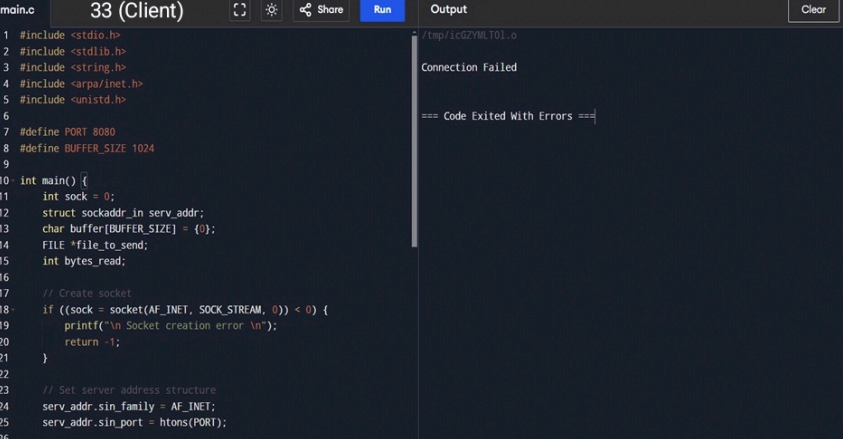 main.c
33 (Client)
Share
Run
Output
Clear
1 #include <stdio.h>
2 #include <stdlib.h>
3 #include <string.h>
4 #include <arpa/inet.h>
5 #include <unistd.h>
6
7 #define PORT 8080
8 #define BUFFER_SIZE 1024
9
10 int main() {
11 int sock = 0;
12 struct sockaddr_in serv_addr;
13 char buffer[BUFFER_SIZE] = {0};
14 FILE *file_to_send;
15 int bytes_read;
16
17 // Create socket
18 if ((sock = socket(AF_INET, SOCK_STREAM, 0)) < 0) {
19 printf("\n Socket creation error \n");
20 return -1;
21 }
22
23 // Set server address structure
24 serv_addr.sin_family = AF_INET;
25 serv_addr.sin_port = htons(PORT);
Connection Failed
=== Code Exited With Errors ===